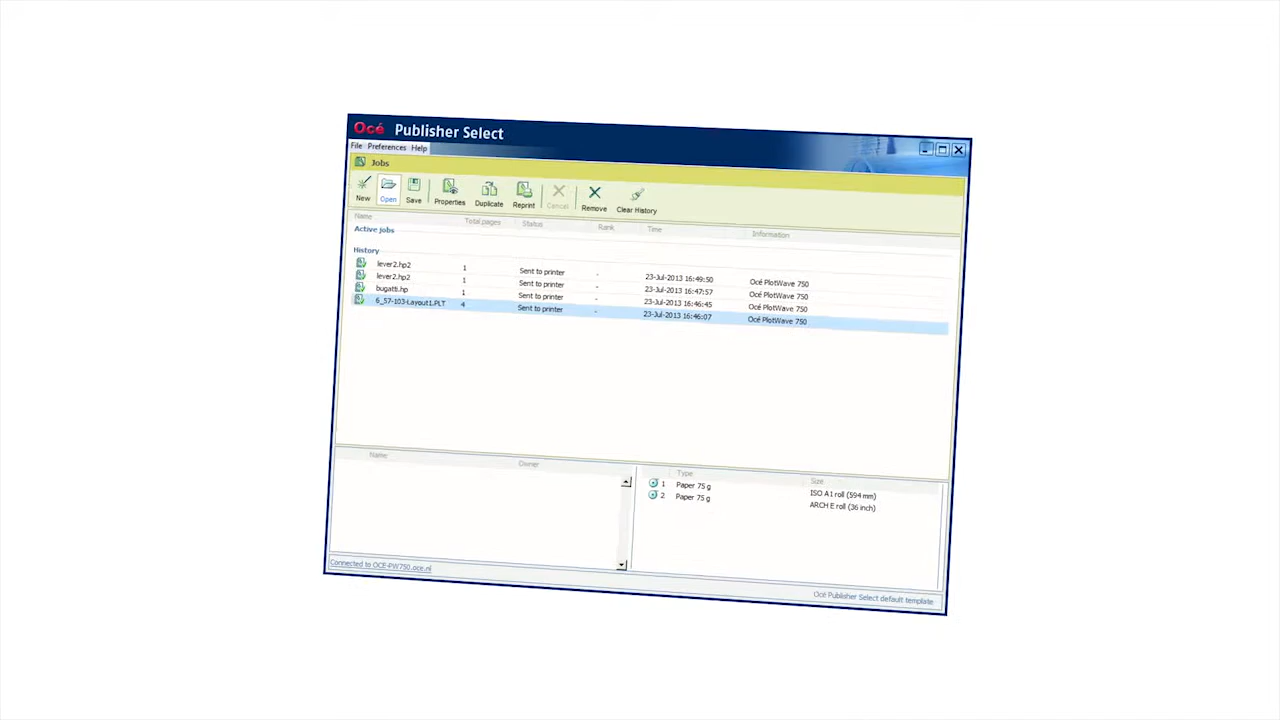 Océ Publisher Select
File Preferences Help
Jobs
New Open Save Properties Duplicate Reprint Cancel Remove Clear History
Name Total pages Status Rank Time Information
Active jobs
History
lever2.hp2 1 Sent to printer - 23-Jul-2013 16:49:50 Océ PlotWave 750
lever2.hp2 1 Sent to printer - 23-Jul-2013 16:47:57 Océ PlotWave 750
bugatti.hp 1 Sent to printer - 23-Jul-2013 16:46:45 Océ PlotWave 750
6_57-103-Layout1.PLT 4 Sent to printer - 23-Jul-2013 16:46:07 Océ PlotWave 750
Name Owner
Type Size
1 Paper 75 g ISO A1 roll (594 mm)
2 Paper 75 g ARCH E roll (36 inch)
Connected to OCE-PW750.oce.nl
Océ Publisher Select default template